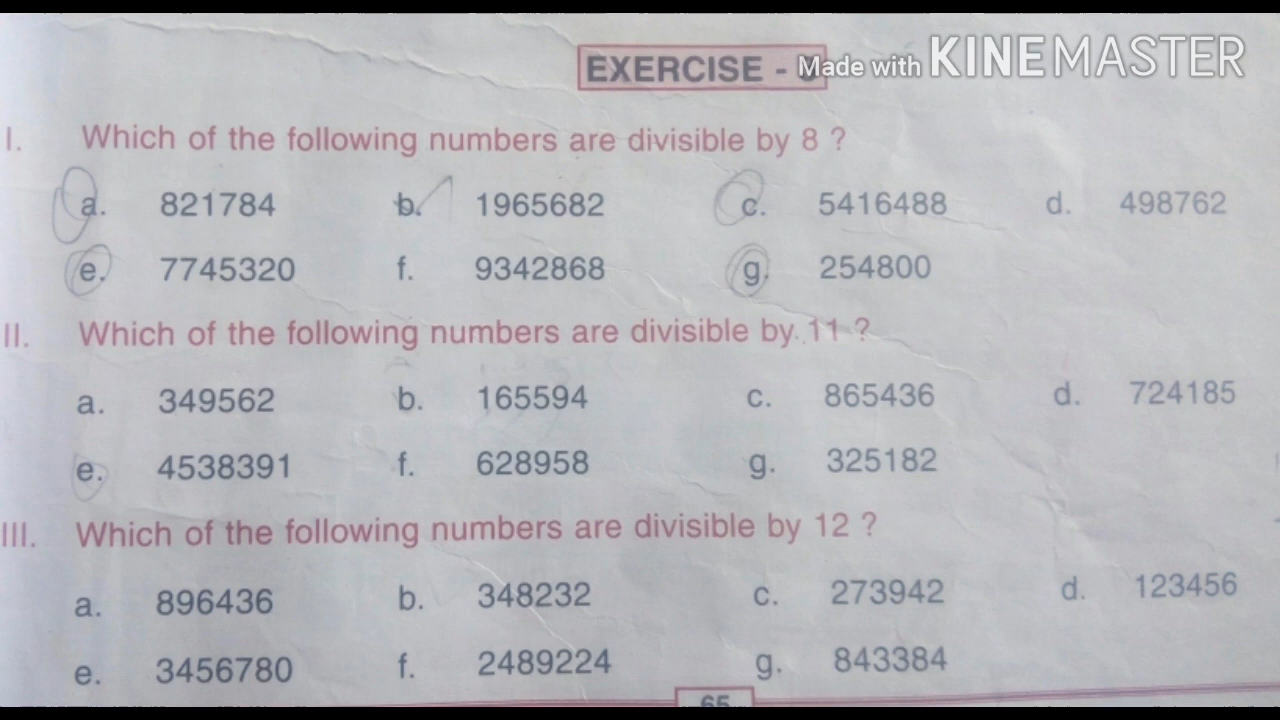 EXERCISE -
Made with KINEMASTER
I. Which of the following numbers are divisible by 8 ?
a. 821784 b. 1965682 c. 5416488 d. 498762
e. 7745320 f. 9342868 g. 254800
II. Which of the following numbers are divisible by 11 ?
a. 349562 b. 165594 c. 865436 d. 724185
e. 4538391 f. 628958 g. 325182
III. Which of the following numbers are divisible by 12 ?
a. 896436 b. 348232 c. 273942 d. 123456
e. 3456780 f. 2489224 g. 843384
65